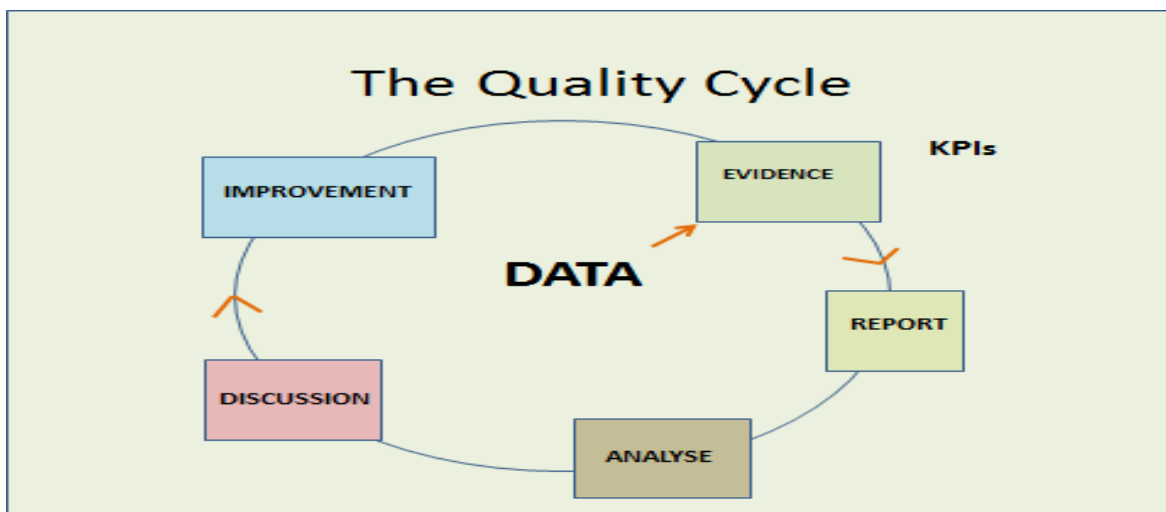 The Quality Cycle
KPIs
EVIDENCE
IMPROVEMENT
DATA
REPORT
DISCUSSION
ANALYSE